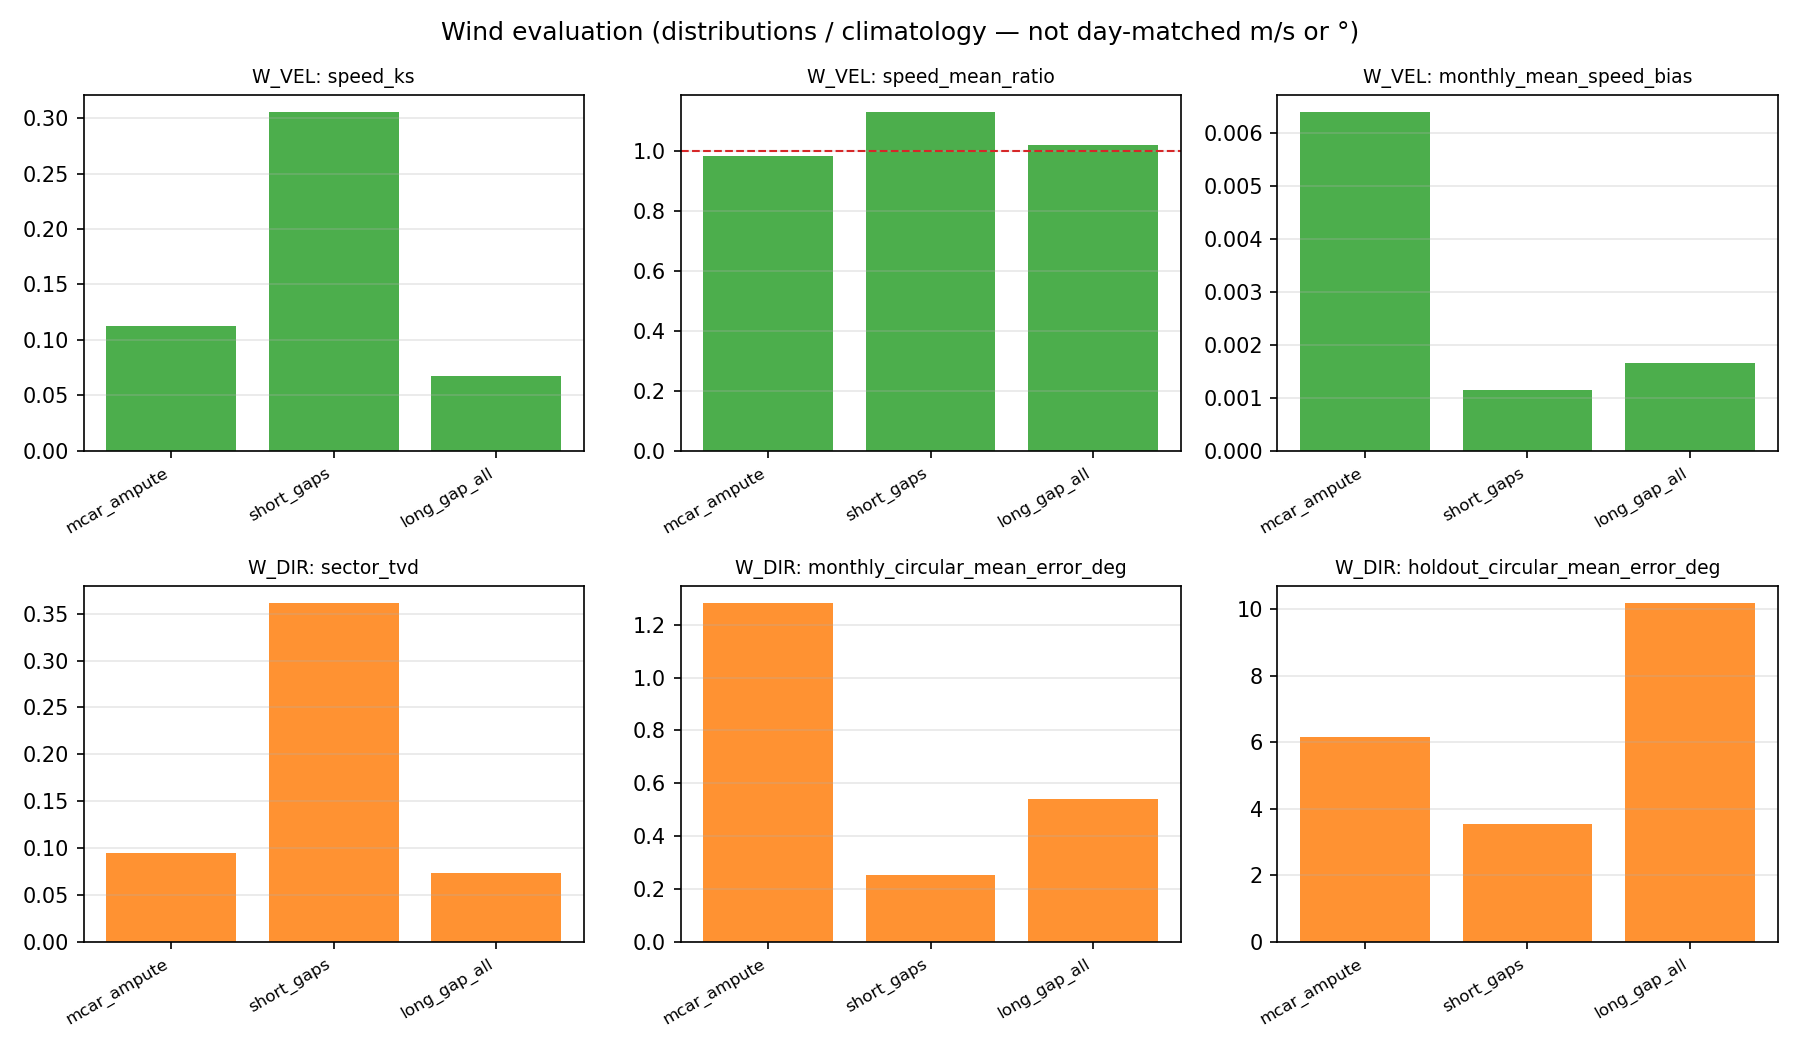 Wind evaluation (distributions / climatology — not day-matched m/s or °)
W_VEL: speed_ks
0.30
0.25
0.20
0.15
0.10
0.05
0.00
mcar_ampute
short_gaps
long_gap_all
W_VEL: speed_mean_ratio
1.0
0.8
0.6
0.4
0.2
0.0
mcar_ampute
short_gaps
long_gap_all
W_VEL: monthly_mean_speed_bias
0.006
0.005
0.004
0.003
0.002
0.001
0.000
mcar_ampute
short_gaps
long_gap_all
W_DIR: sector_tvd
0.35
0.30
0.25
0.20
0.15
0.10
0.05
0.00
mcar_ampute
short_gaps
long_gap_all
W_DIR: monthly_circular_mean_error_deg
1.2
1.0
0.8
0.6
0.4
0.2
0.0
mcar_ampute
short_gaps
long_gap_all
W_DIR: holdout_circular_mean_error_deg
10
8
6
4
2
0
mcar_ampute
short_gaps
long_gap_all